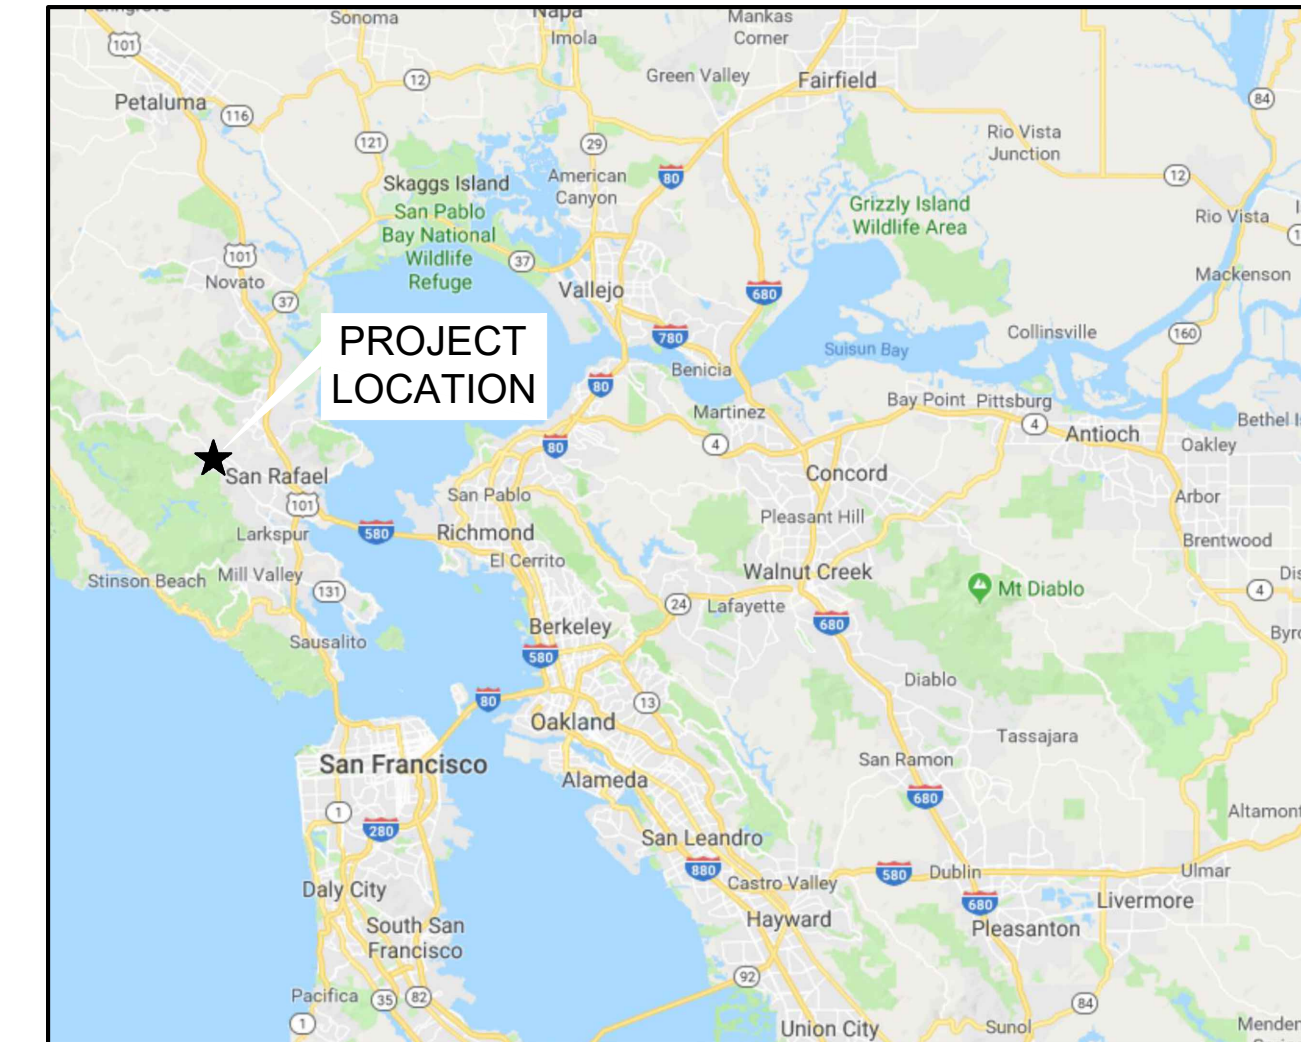 Sonoma
Napa
Mankas
Corner
Imola
101
12
Green Valley
Fairfield
Petaluma
116
84
121
29
Rio Vista
Junction
80
12
American
Canyon
Skaggs Island
San Pablo
Bay National
Wildlife
Refuge
Grizzly Island
Wildlife Area
Rio Vista
101
37
Novato
37
Vallejo
680
Mackenson
PROJECT
LOCATION
780
Suisun Bay
Collinsville
160
Benicia
80
Martinez
Bay Point
Pittsburg
4
Antioch
Bethel
Oakley
80
4
San Rafael
Concord
101
San Pablo
Arbor
580
Richmond
Pleasant Hill
Larkspur
Brentwood
El Cerrito
Stinson Beach
Mill Valley
131
Walnut Creek
Mt Diablo
4
24
Lafayette
680
Berkeley
Sausalito
580
Diablo
80
13
Oakland
Tassajara
San Francisco
Alameda
San Ramon
680
1
280
Altamont
San Leandro
880
Castro Valley
580
Dublin
Ulmar
Daly City
680
Livermore
South San
Francisco
Hayward
Pleasanton
92
Pacifica
35
82
84
1
Union City
Sunol